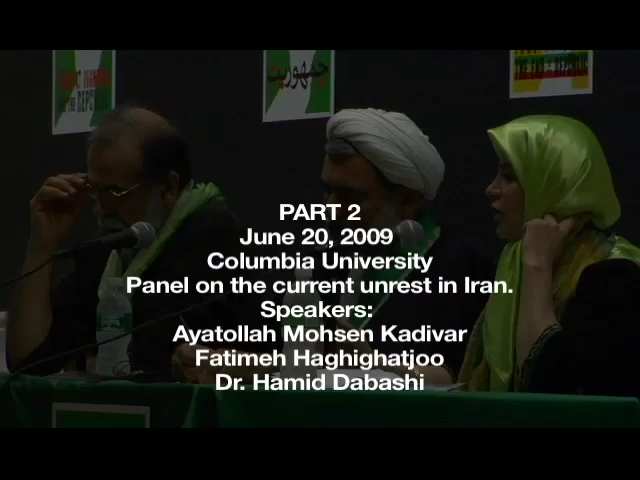 جمهوریت
PART 2
June 20, 2009
Columbia University
Panel on the current unrest in Iran.
Speakers:
Ayatollah Mohsen Kadivar
Fatimeh Haghighatjoo
Dr. Hamid Dabashi